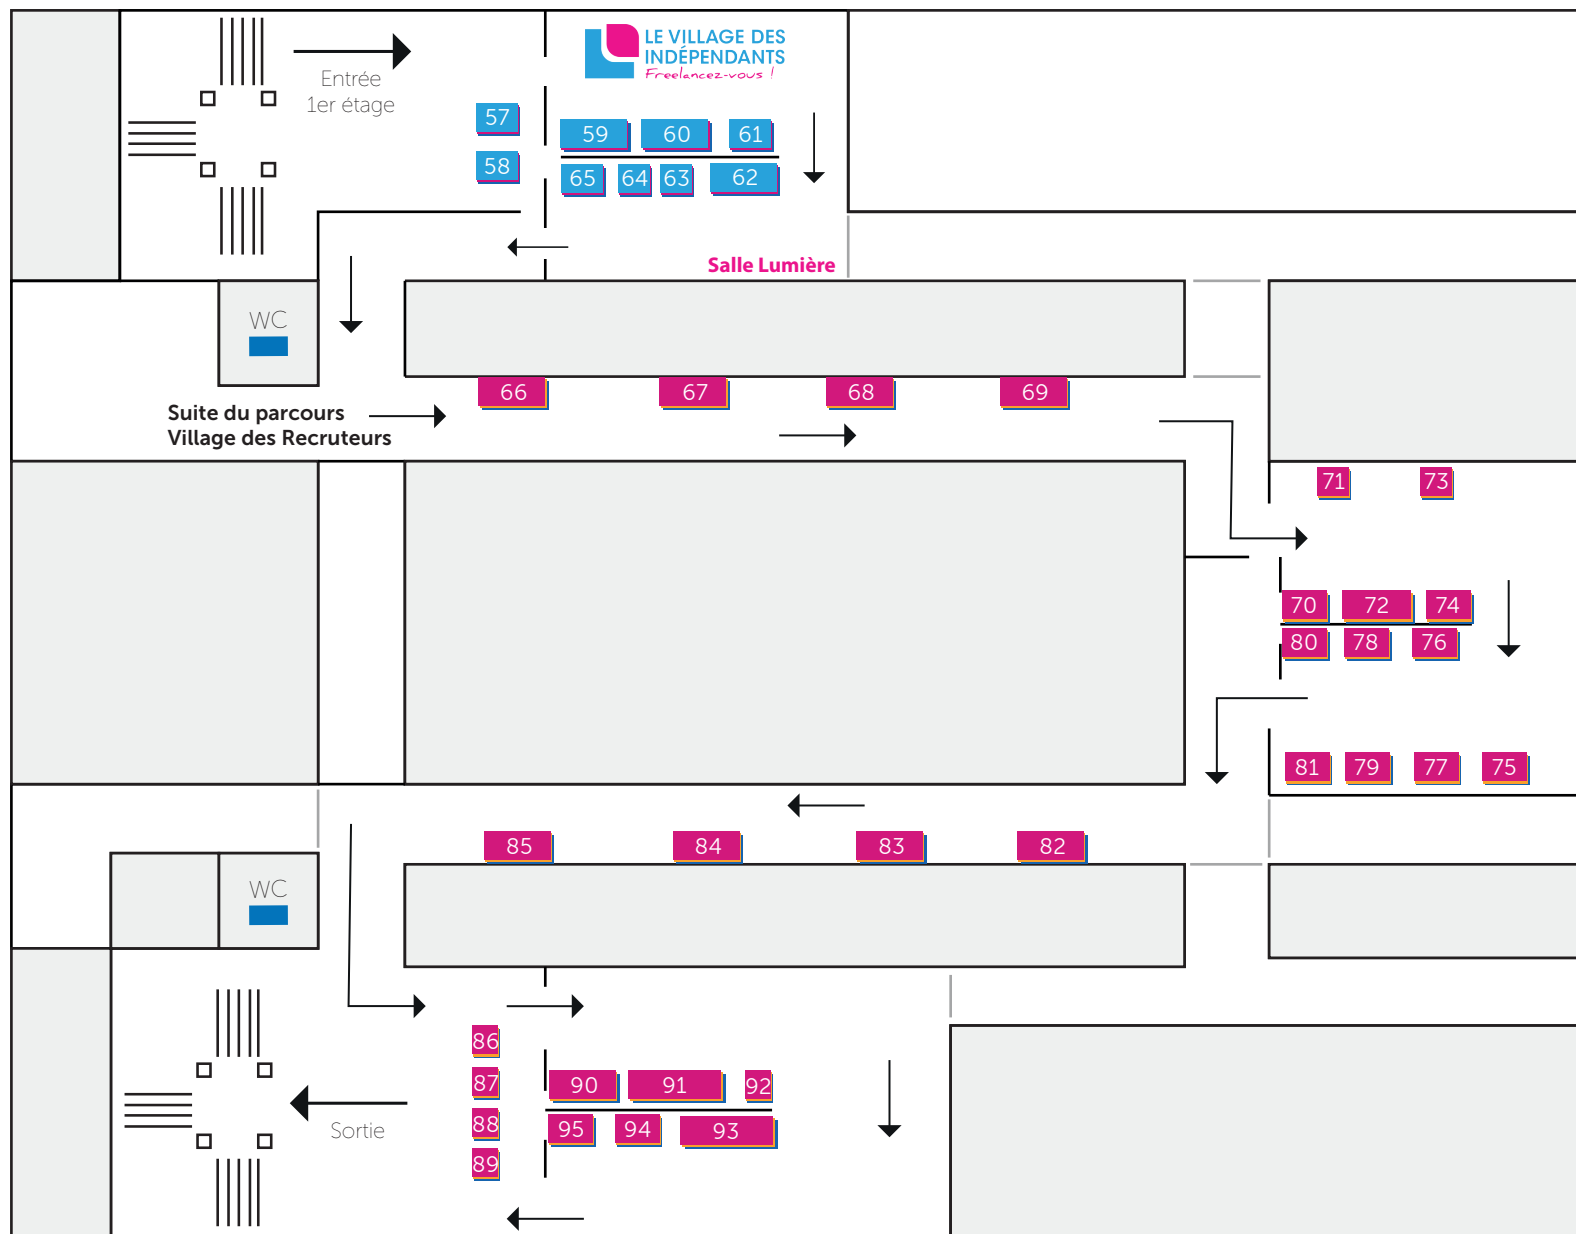 LE VILLAGE DES
INDÉPENDANTS
Freelancez-vous !
Entrée
1er étage
57
58
59 60 61
65 64 63 62
Salle Lumière
WC
66 67 68 69
Suite du parcours
Village des Recruteurs
71 73
70 72 74
80 78 76
81 79 77 75
85 84 83 82
WC
86
87
88
89
90 91 92
95 94 93
Sortie